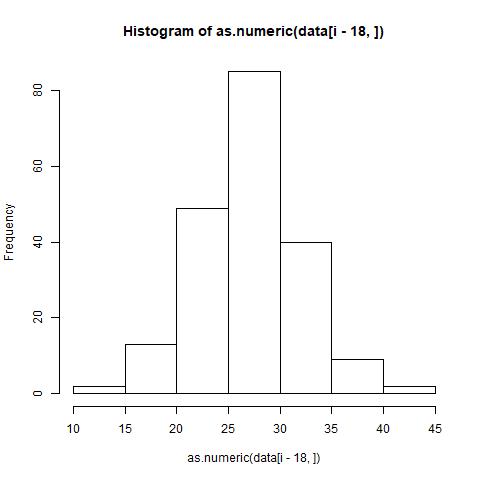 Histogram of as.numeric(data[i - 18, ])
Frequency
80
60
40
20
0
10 15 20 25 30 35 40 45
as.numeric(data[i - 18, ])